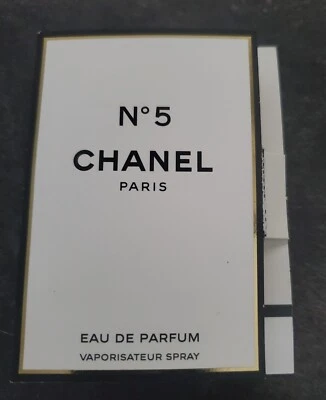 N°5
CHANEL
PARIS
EAU DE PARFUM
VAPORISATEUR SPRAY